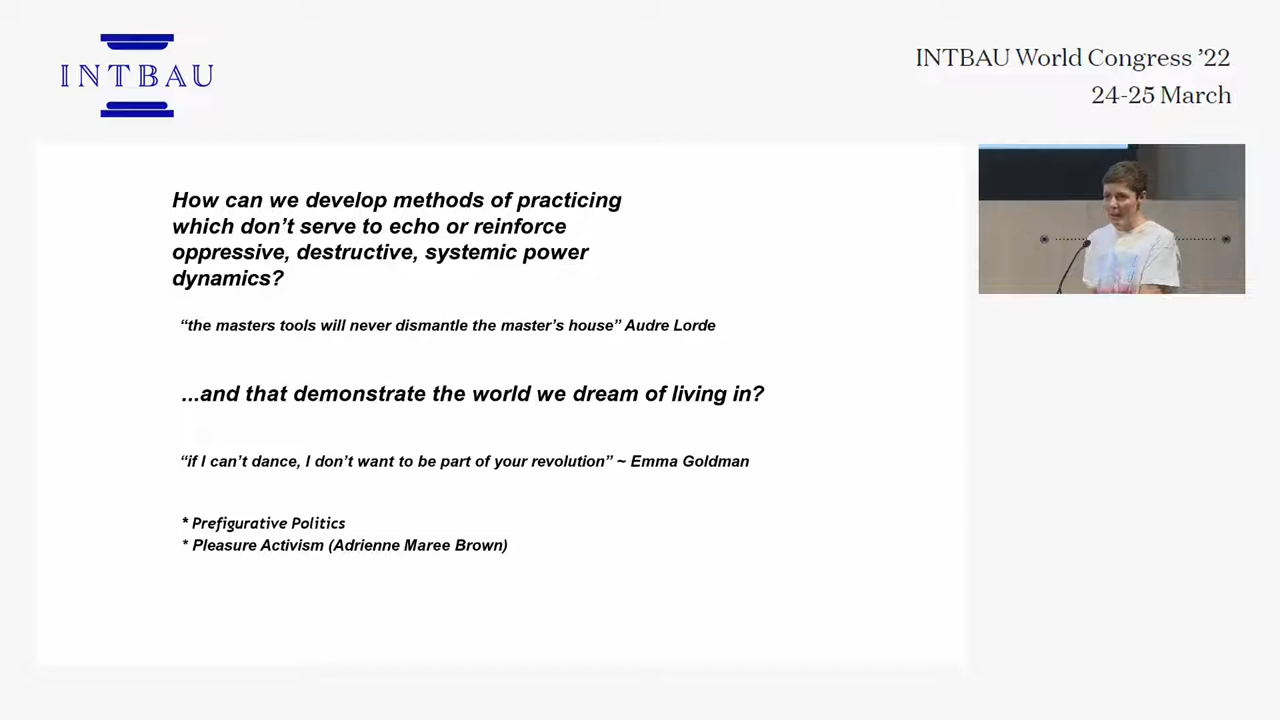 INTBAU
INTBAU World Congress ’22
24-25 March
How can we develop methods of practicing
which don’t serve to echo or reinforce
oppressive, destructive, systemic power
dynamics?
“the masters tools will never dismantle the master’s house” Audre Lorde
...and that demonstrate the world we dream of living in?
“if I can’t dance, I don’t want to be part of your revolution” ~ Emma Goldman
* Prefigurative Politics
* Pleasure Activism (Adrienne Maree Brown)